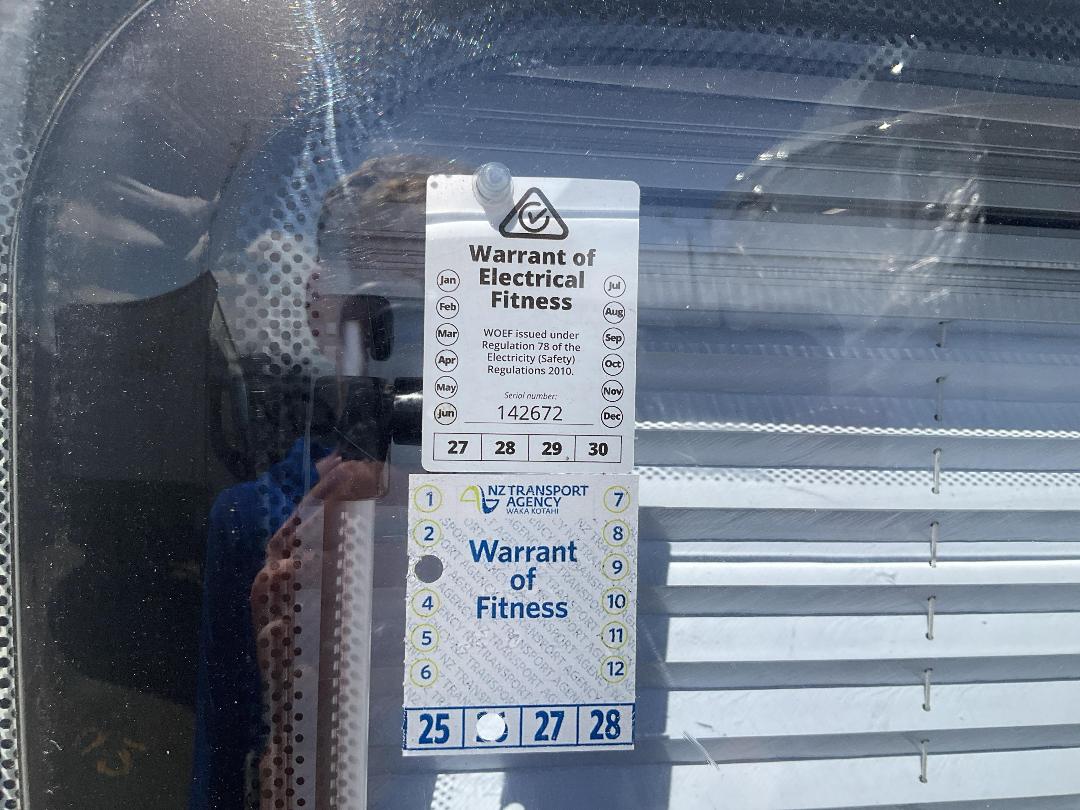 Warrant of
Electrical
Fitness
Jan
Feb
Mar
Apr
May
Jun
Jul
Aug
Sep
Oct
Nov
Dec
WOEF issued under
Regulation 78 of the
Electricity (Safety)
Regulations 2010.
Serial number:
142672
27 28 29 30
NZ TRANSPORT
AGENCY
WAKA KOTAHI
Warrant
of
Fitness
1
2
4
5
6
7
8
9
10
11
12
25 27 28